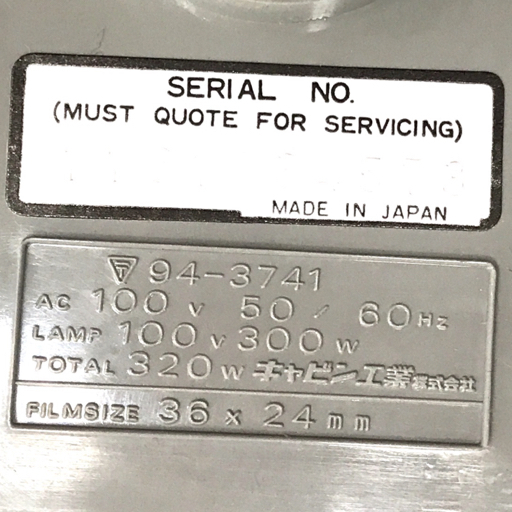 SERIAL NO.
(MUST QUOTE FOR SERVICING)
MADE IN JAPAN
94-3741
AC 100 V 50 / 60 Hz
LAMP 100 V 300 W
TOTAL 320 W キャビン工業株式会社
FILMSIZE 36 x 24 mm